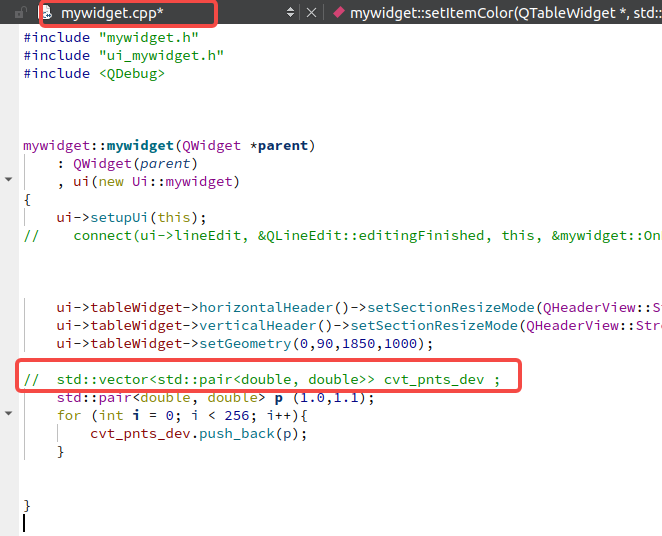 mywidget.cpp*
mywidget::setItemColor(QTableWidget *, std::
#include "mywidget.h"
#include "ui_mywidget.h"
#include <QDebug>
mywidget::mywidget(QWidget *parent)
: QWidget(parent)
, ui(new Ui::mywidget)
{
ui->setupUi(this);
//    connect(ui->lineEdit, &QLineEdit::editingFinished, this, &mywidget::On
ui->tableWidget->horizontalHeader()->setSectionResizeMode(QHeaderView::St
ui->tableWidget->verticalHeader()->setSectionResizeMode(QHeaderView::Stre
ui->tableWidget->setGeometry(0,90,1850,1000);
//  std::vector<std::pair<double, double>> cvt_pnts_dev ;
std::pair<double, double> p (1.0,1.1);
for (int i = 0; i < 256; i++){
cvt_pnts_dev.push_back(p);
}
}